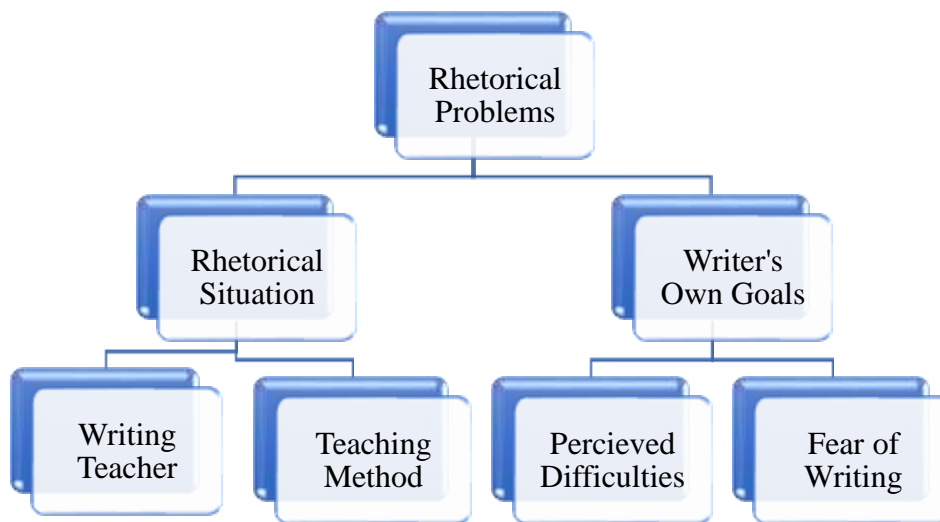 Rhetorical
Problems
Rhetorical
Situation
Writer's
Own Goals
Writing
Teacher
Teaching
Method
Percieved
Difficulties
Fear of
Writing